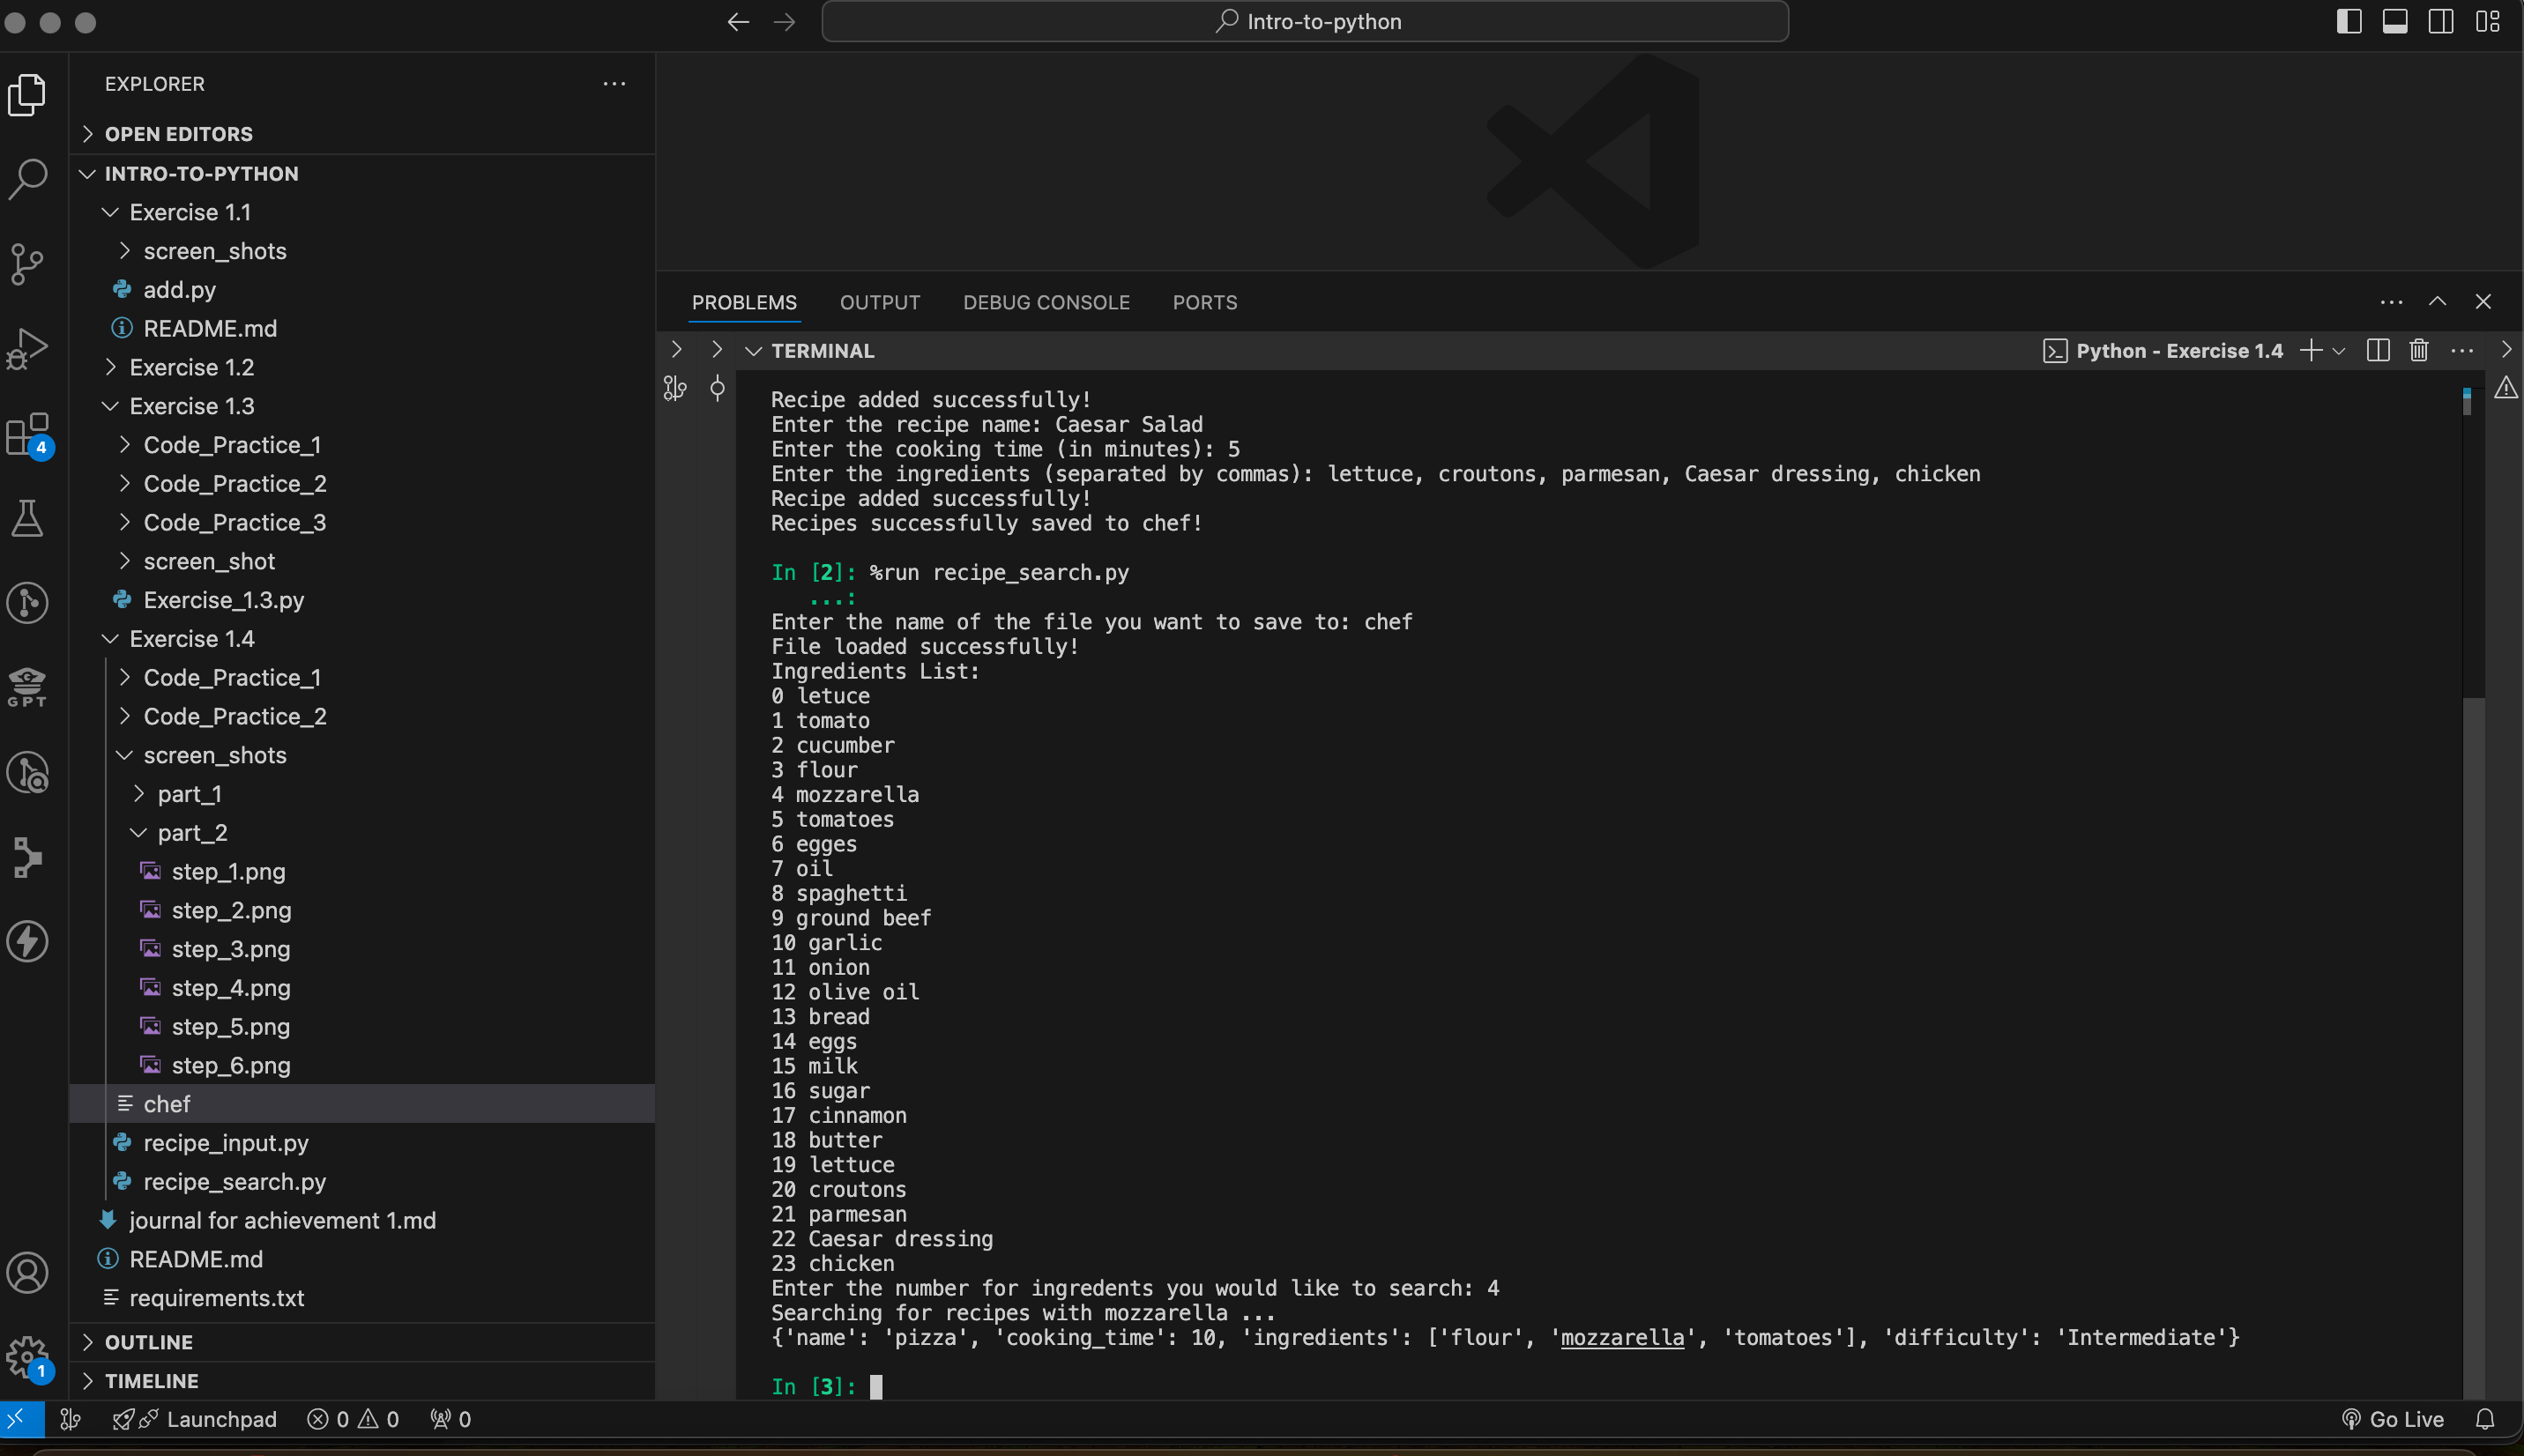 Intro-to-python
EXPLORER
OPEN EDITORS
INTRO-TO-PYTHON
Exercise 1.1
screen_shots
add.py
README.md
Exercise 1.2
Exercise 1.3
Code_Practice_1
Code_Practice_2
Code_Practice_3
screen_shot
Exercise_1.3.py
Exercise 1.4
Code_Practice_1
Code_Practice_2
screen_shots
part_1
part_2
step_1.png
step_2.png
step_3.png
step_4.png
step_5.png
step_6.png
chef
recipe_input.py
recipe_search.py
journal for achievement 1.md
README.md
requirements.txt
OUTLINE
TIMELINE
4
GPT
1
PROBLEMS OUTPUT DEBUG CONSOLE PORTS
TERMINAL
Python - Exercise 1.4
Recipe added successfully!
Enter the recipe name: Caesar Salad
Enter the cooking time (in minutes): 5
Enter the ingredients (separated by commas): lettuce, croutons, parmesan, Caesar dressing, chicken
Recipe added successfully!
Recipes successfully saved to chef!
In [2]: %run recipe_search.py
...:
Enter the name of the file you want to save to: chef
File loaded successfully!
Ingredients List:
0 letuce
1 tomato
2 cucumber
3 flour
4 mozzarella
5 tomatoes
6 egges
7 oil
8 spaghetti
9 ground beef
10 garlic
11 onion
12 olive oil
13 bread
14 eggs
15 milk
16 sugar
17 cinnamon
18 butter
19 lettuce
20 croutons
21 parmesan
22 Caesar dressing
23 chicken
Enter the number for ingredents you would like to search: 4
Searching for recipes with mozzarella ...
{'name': 'pizza', 'cooking_time': 10, 'ingredients': ['flour', 'mozzarella', 'tomatoes'], 'difficulty': 'Intermediate'}
In [3]:
Launchpad 0 0 0 Go Live